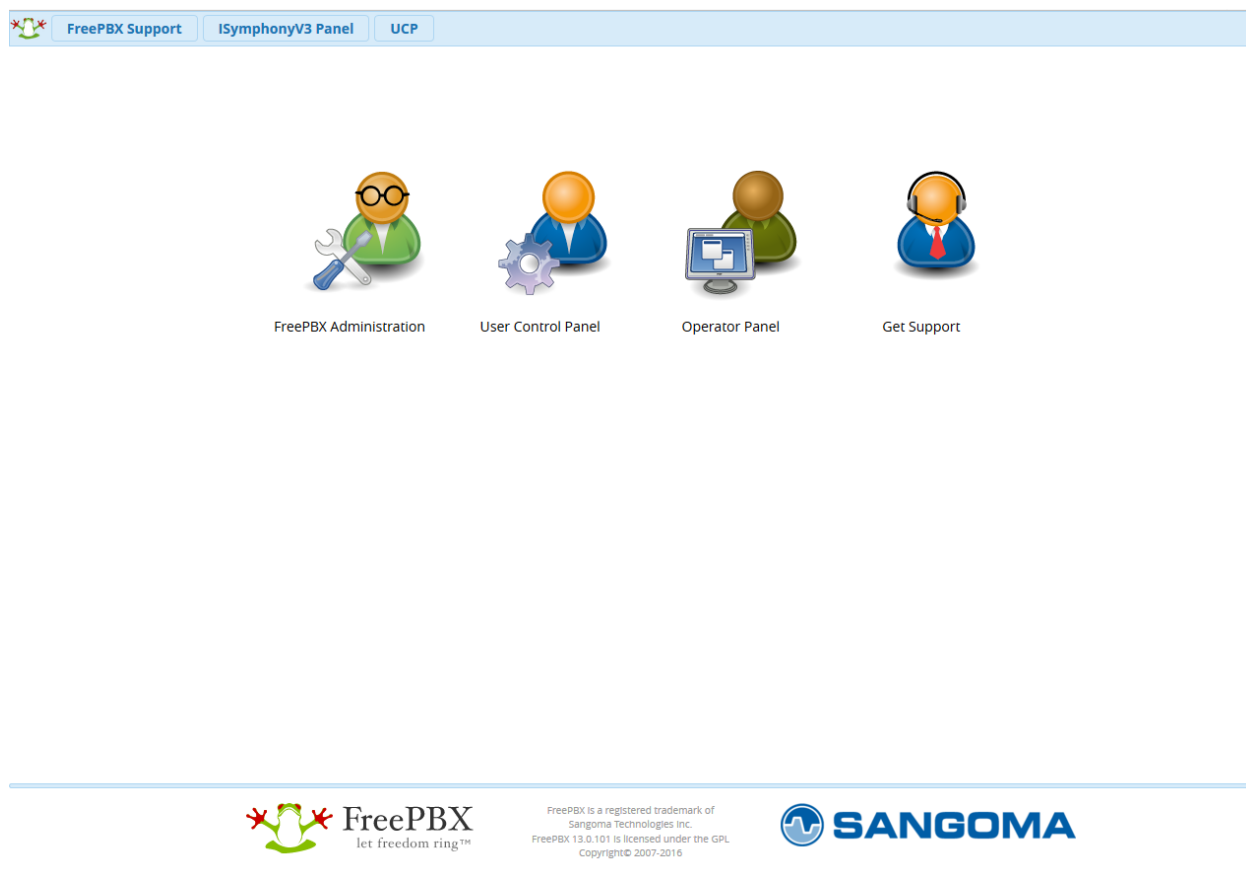 FreePBX Support ISymphonyV3 Panel UCP
FreePBX Administration User Control Panel Operator Panel Get Support
FreePBX
let freedom ring™
FreePBX is a registered trademark of
Sangoma Technologies Inc.
FreePBX 13.0.101 is licensed under the GPL
Copyright© 2007-2016
SANGOMA